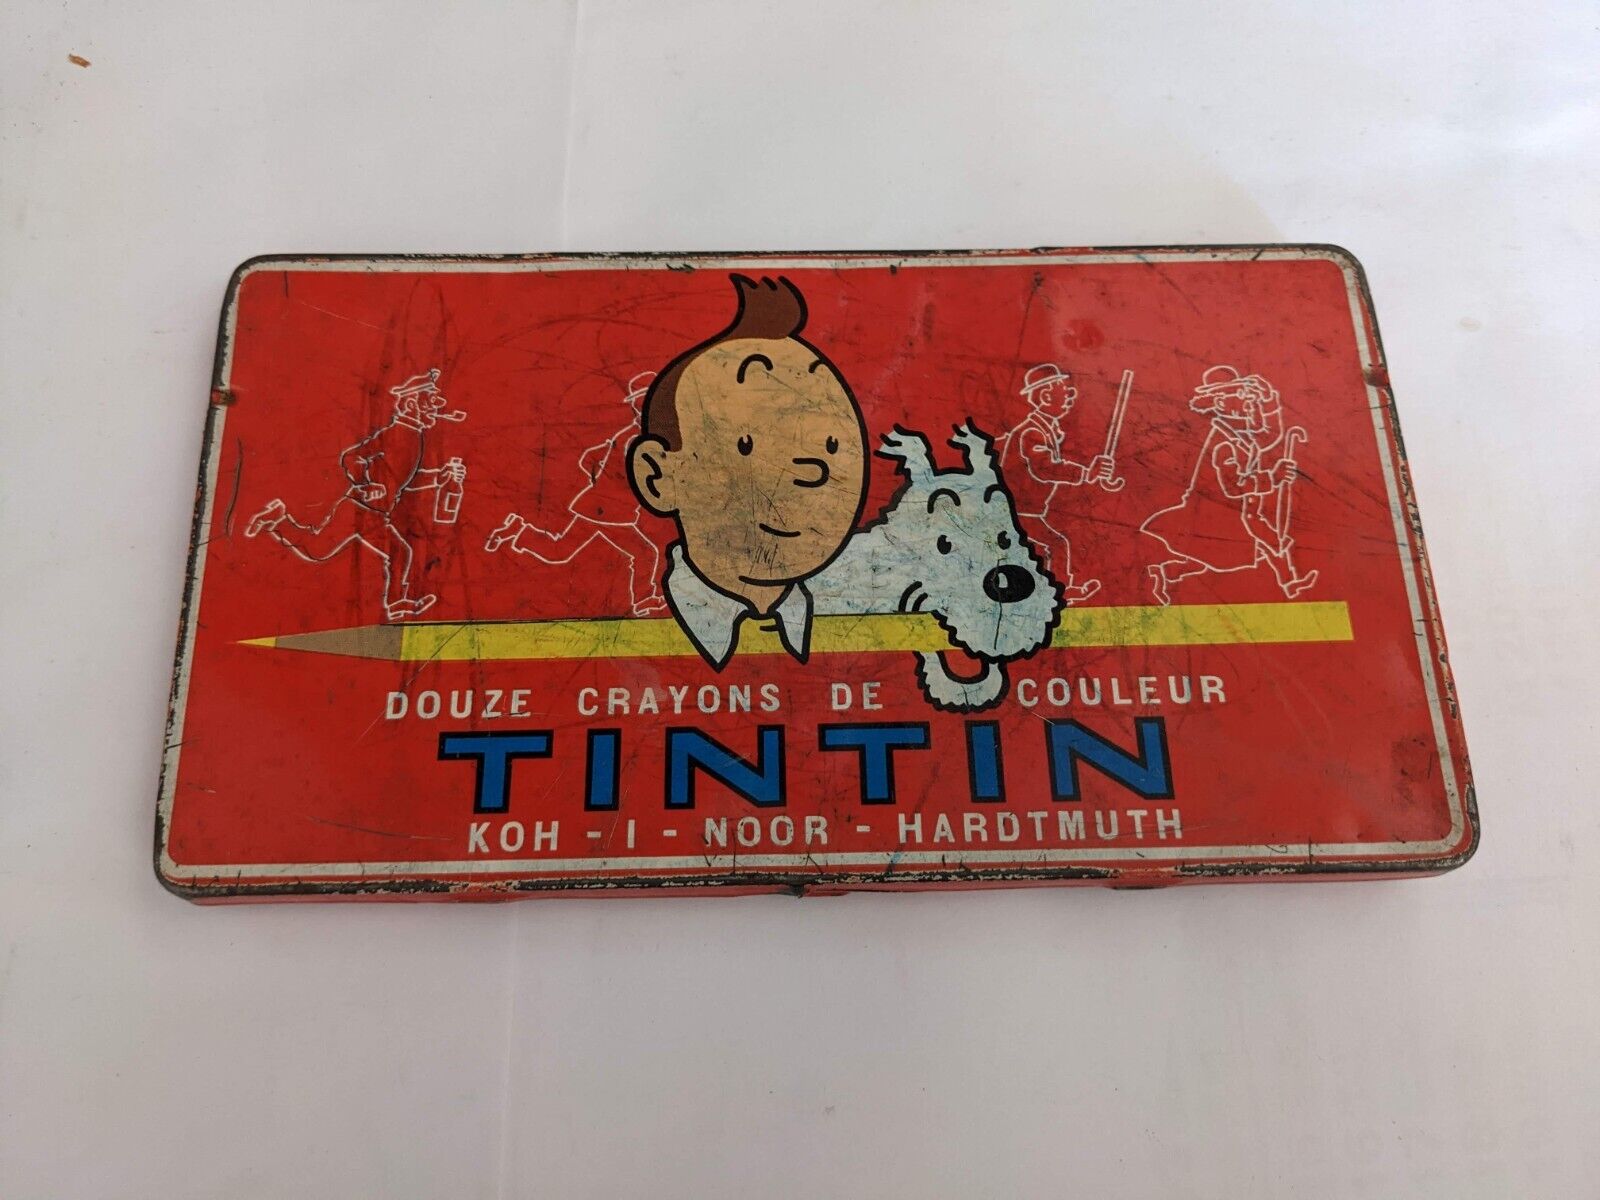 DOUZE CRAYONS DE COULEUR
TINTIN
KOH - I - NOOR - HARDTMUTH